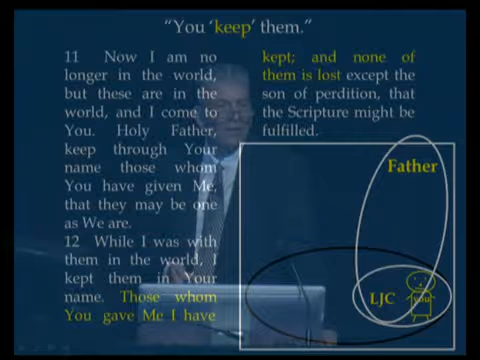 “You ‘keep’ them.”
11 Now I am no
longer in the world,
but these are in the
world, and I come to
You. Holy Father,
keep through Your
name those whom
You have given Me,
that they may be one
as We are.
12 While I was with
them in the world, I
kept them in Your
name. Those whom
You gave Me I have
kept; and none of
them is lost except the
son of perdition, that
the Scripture might be
fulfilled.
Father
LJC
you